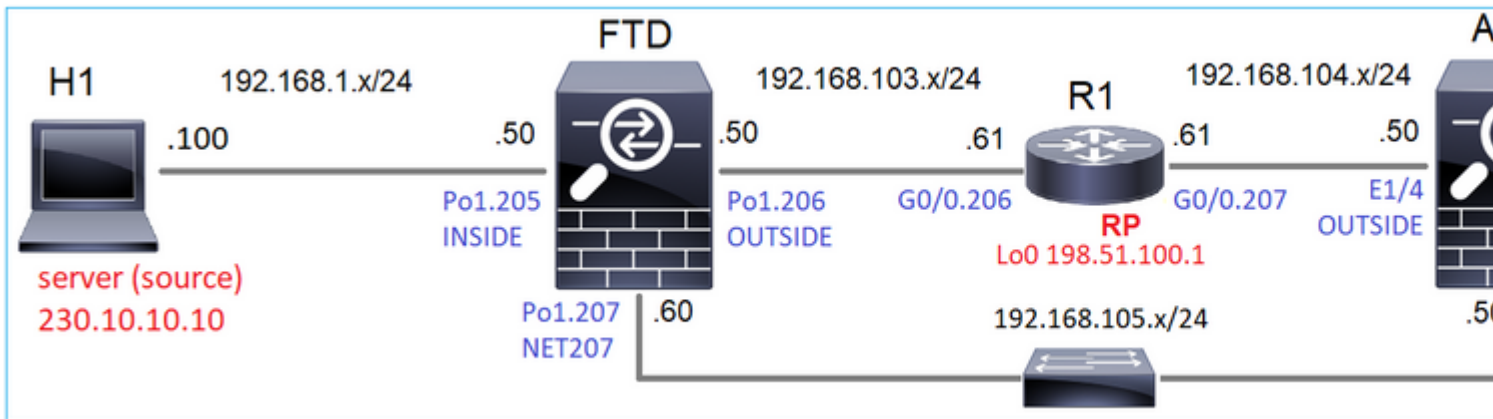 FTD
A
H1
192.168.1.x/24
192.168.103.x/24
192.168.104.x/24
R1
.100
.50
.50
.61
.61
.50
Po1.205
INSIDE
Po1.206
OUTSIDE
G0/0.206
G0/0.207
E1/4
OUTSIDE
RP
Lo0 198.51.100.1
server (source)
230.10.10.10
Po1.207
NET207
.60
192.168.105.x/24